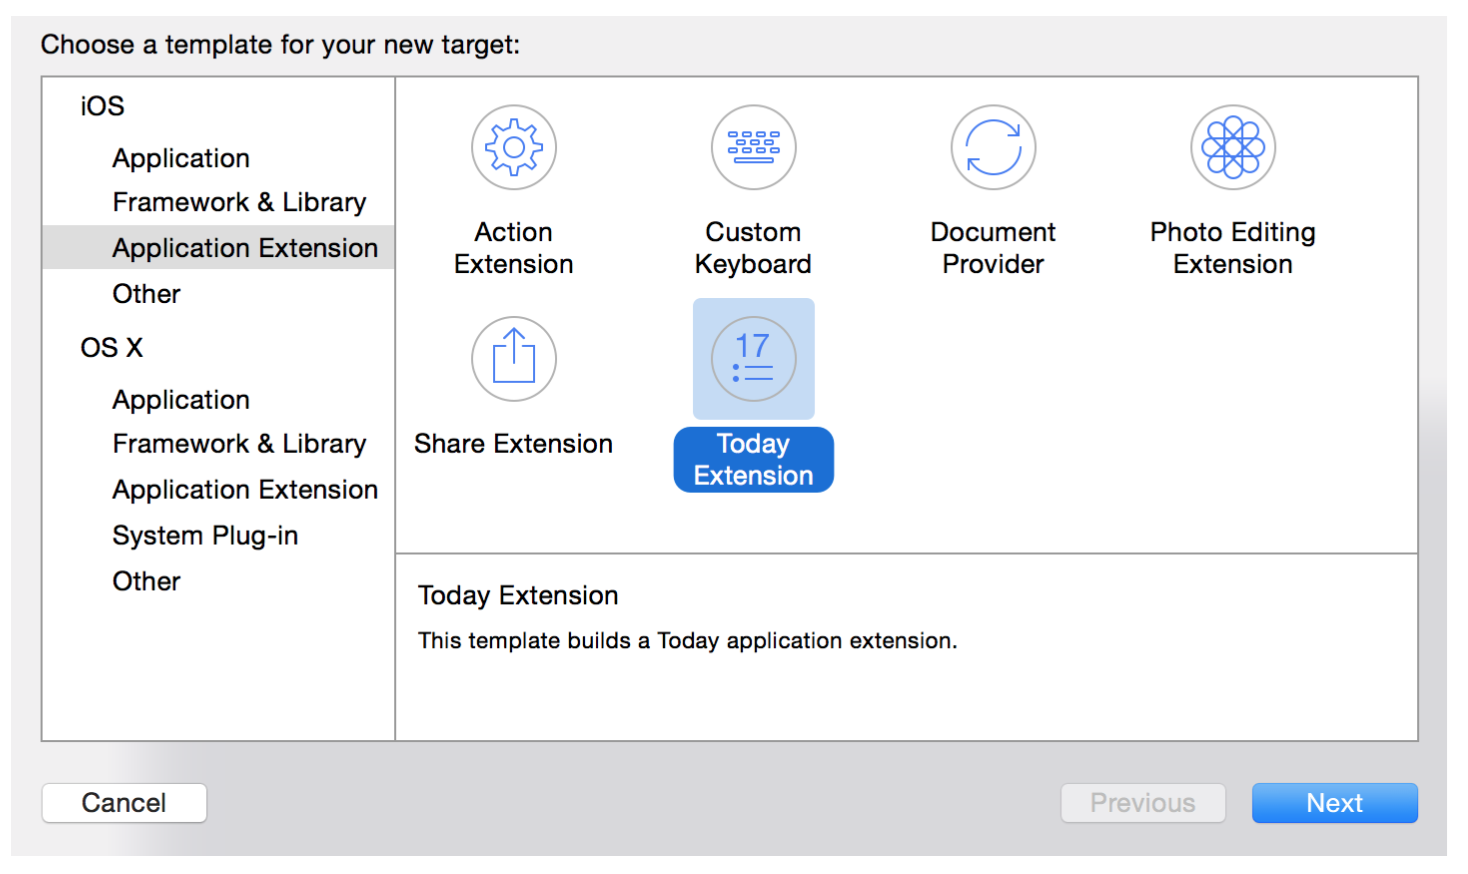 Choose a template for your new target:
iOS
Application
Framework & Library
Application Extension
Other
OS X
Application
Framework & Library
Application Extension
System Plug-in
Other
Action
Extension
Custom
Keyboard
Document
Provider
Photo Editing
Extension
Share Extension
17
Today
Extension
Today Extension
This template builds a Today application extension.
Cancel
Previous
Next